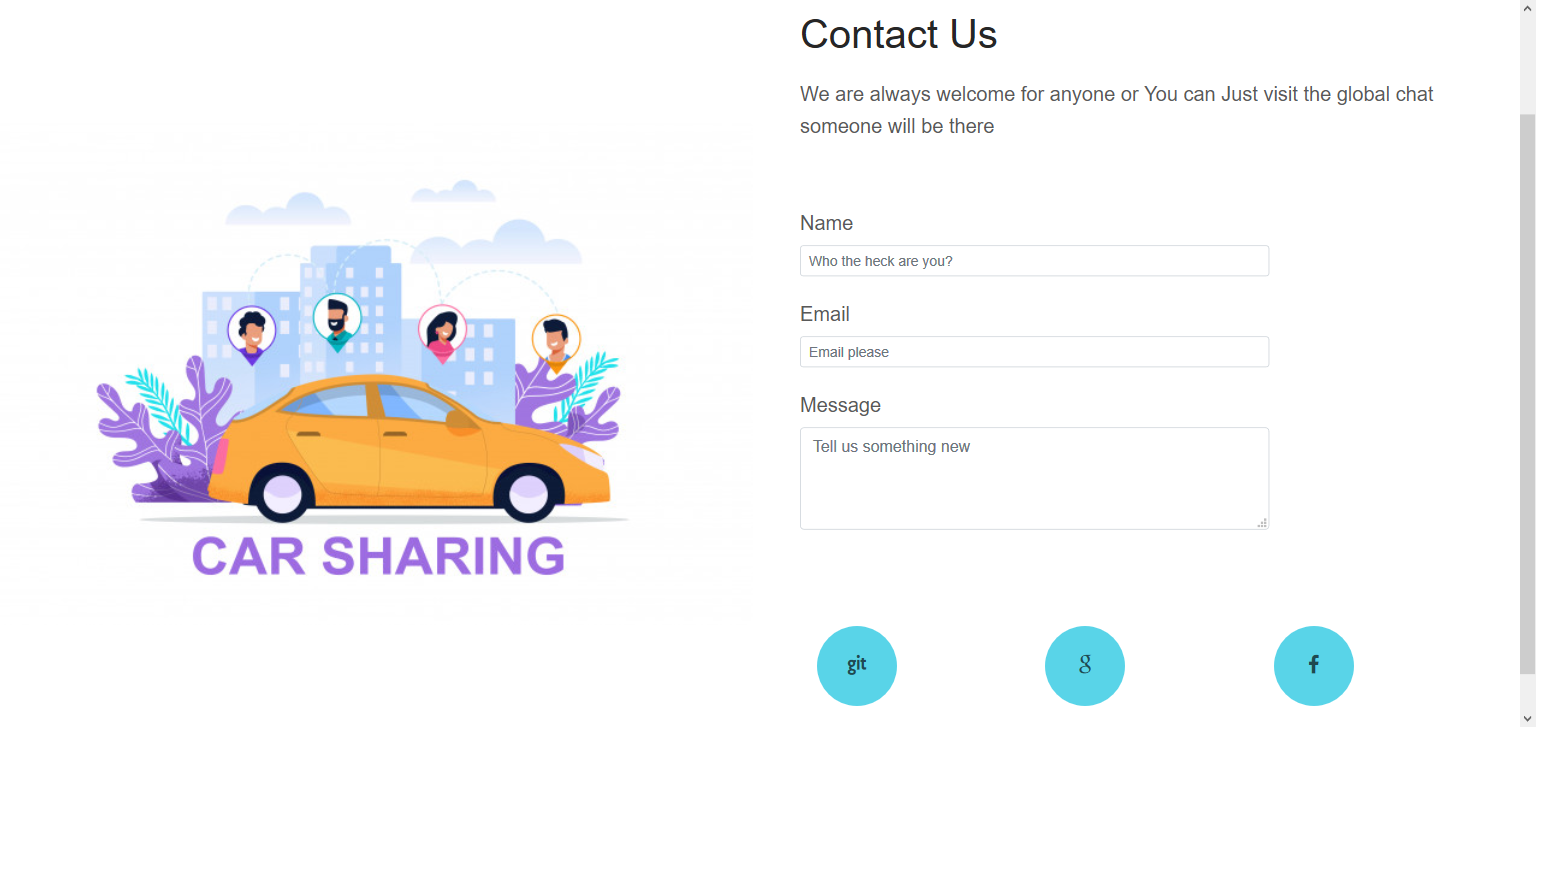 Contact Us
We are always welcome for anyone or You can Just visit the global chat
someone will be there
Name
Who the heck are you?
Email
Email please
Message
Tell us something new
CAR SHARING
git
g
f